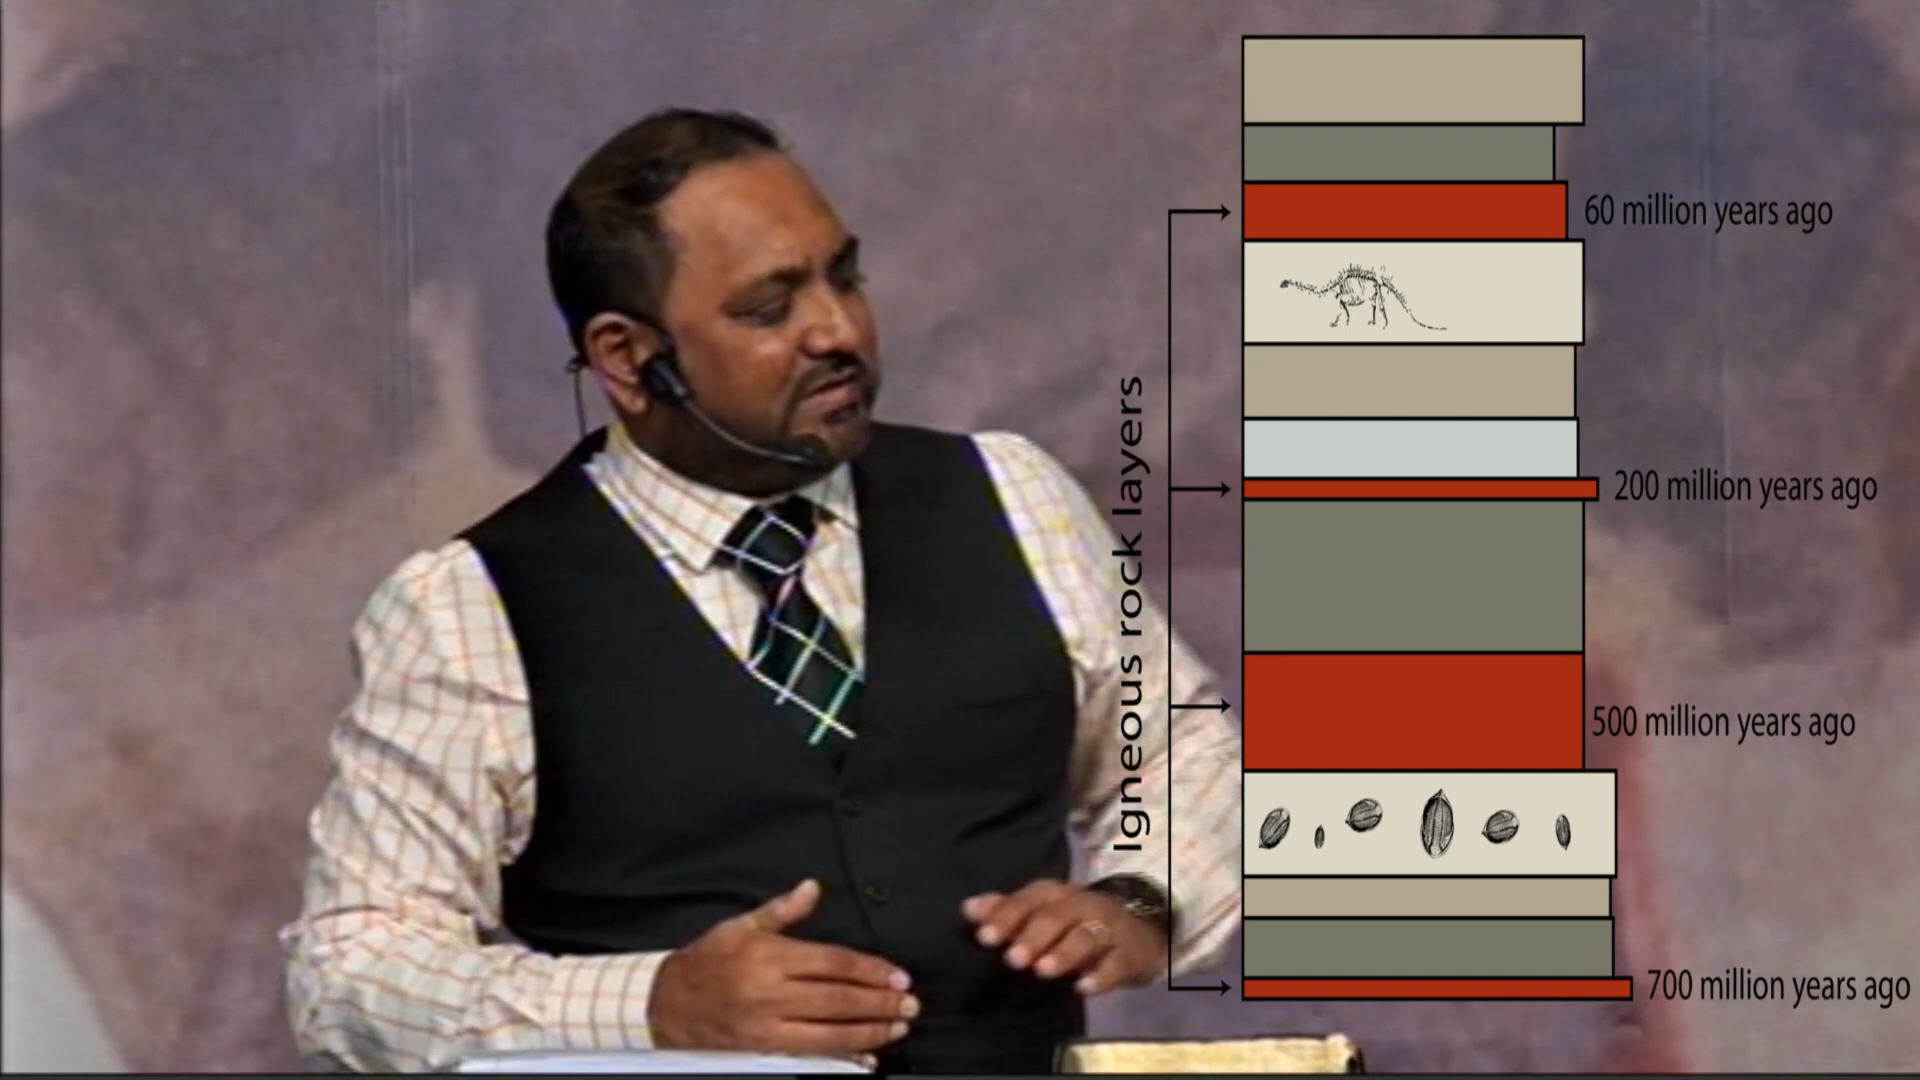 60 million years ago
Igneous rock layers
200 million years ago
500 million years ago
700 million years ago